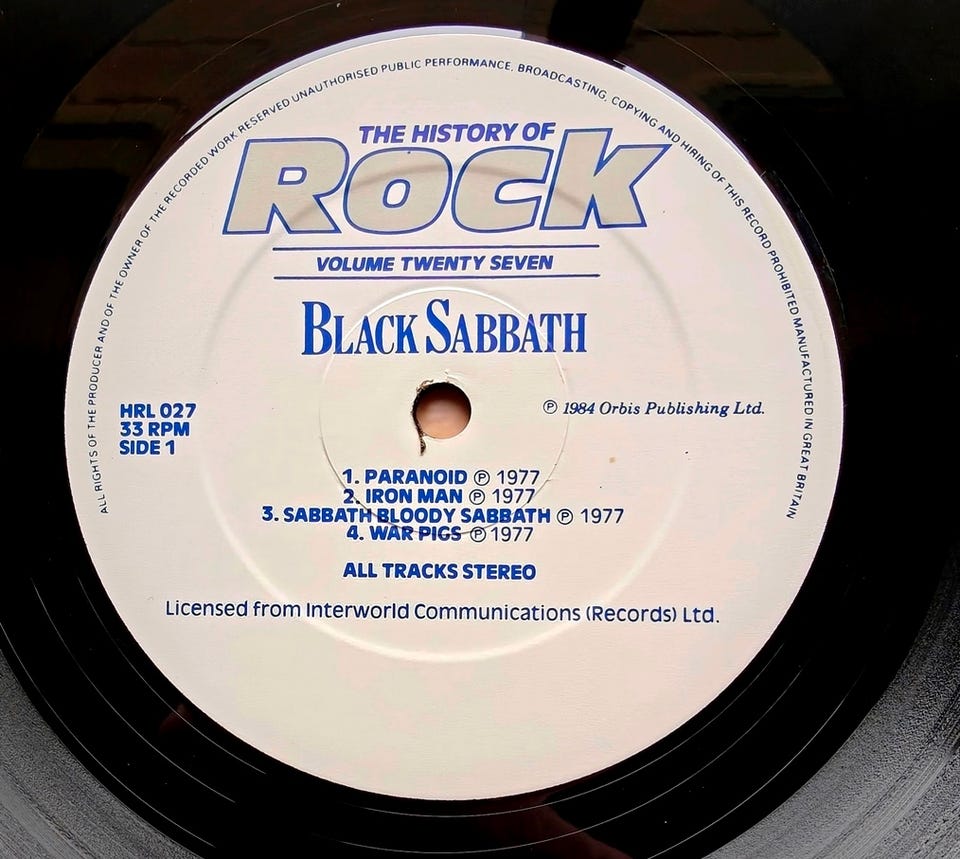 ALL RIGHTS OF THE PRODUCER AND OF THE OWNER OF THE RECORDED WORK RESERVED UNAUTHORISED PUBLIC PERFORMANCE, BROADCASTING, COPYING AND HIRING OF THIS RECORD PROHIBITED MANUFACTURED IN GREAT BRITAIN
THE HISTORY OF
ROCK
VOLUME TWENTY SEVEN
BLACK SABBATH
HRL 027
33 RPM
SIDE 1
℗ 1984 Orbis Publishing Ltd.
1. PARANOID ℗ 1977
2. IRON MAN ℗ 1977
3. SABBATH BLOODY SABBATH ℗ 1977
4. WAR PIGS ℗ 1977
ALL TRACKS STEREO
Licensed from Interworld Communications (Records) Ltd.